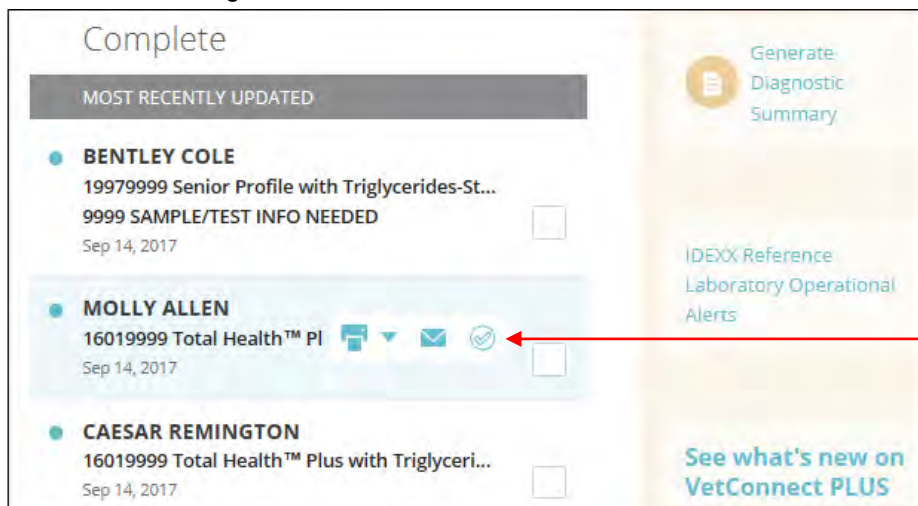 Complete
MOST RECENTLY UPDATED
BENTLEY COLE
19979999 Senior Profile with Triglycerides-St...
9999 SAMPLE/TEST INFO NEEDED
Sep 14, 2017
MOLLY ALLEN
16019999 Total Health™ Pl
Sep 14, 2017
CAESAR REMINGTON
16019999 Total Health™ Plus with Triglyceri...
Sep 14, 2017
Generate
Diagnostic
Summary
IDEXX Reference
Laboratory Operational
Alerts
See what's new on
VetConnect PLUS